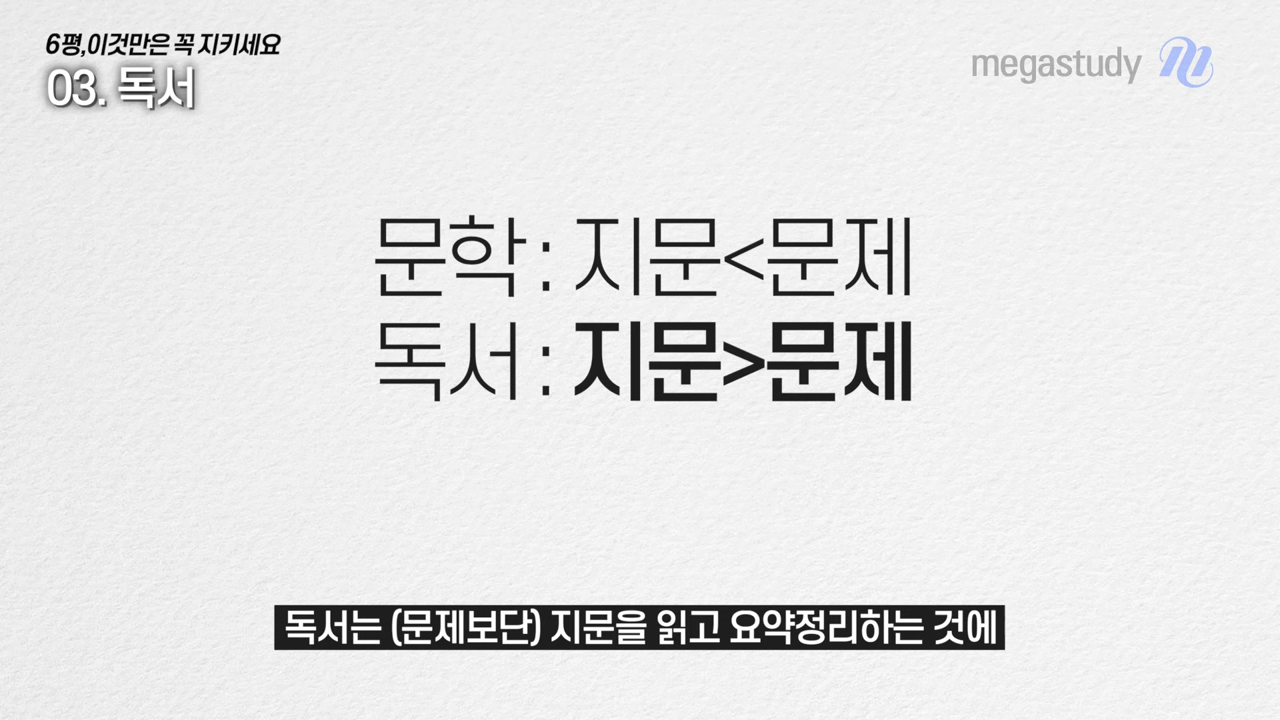 6평,이것만은 꼭 지키세요
03. 독서
megastudy
문학 : 지문<문제
독서 : 지문>문제
독서는 (문제보단) 지문을 읽고 요약정리하는 것에